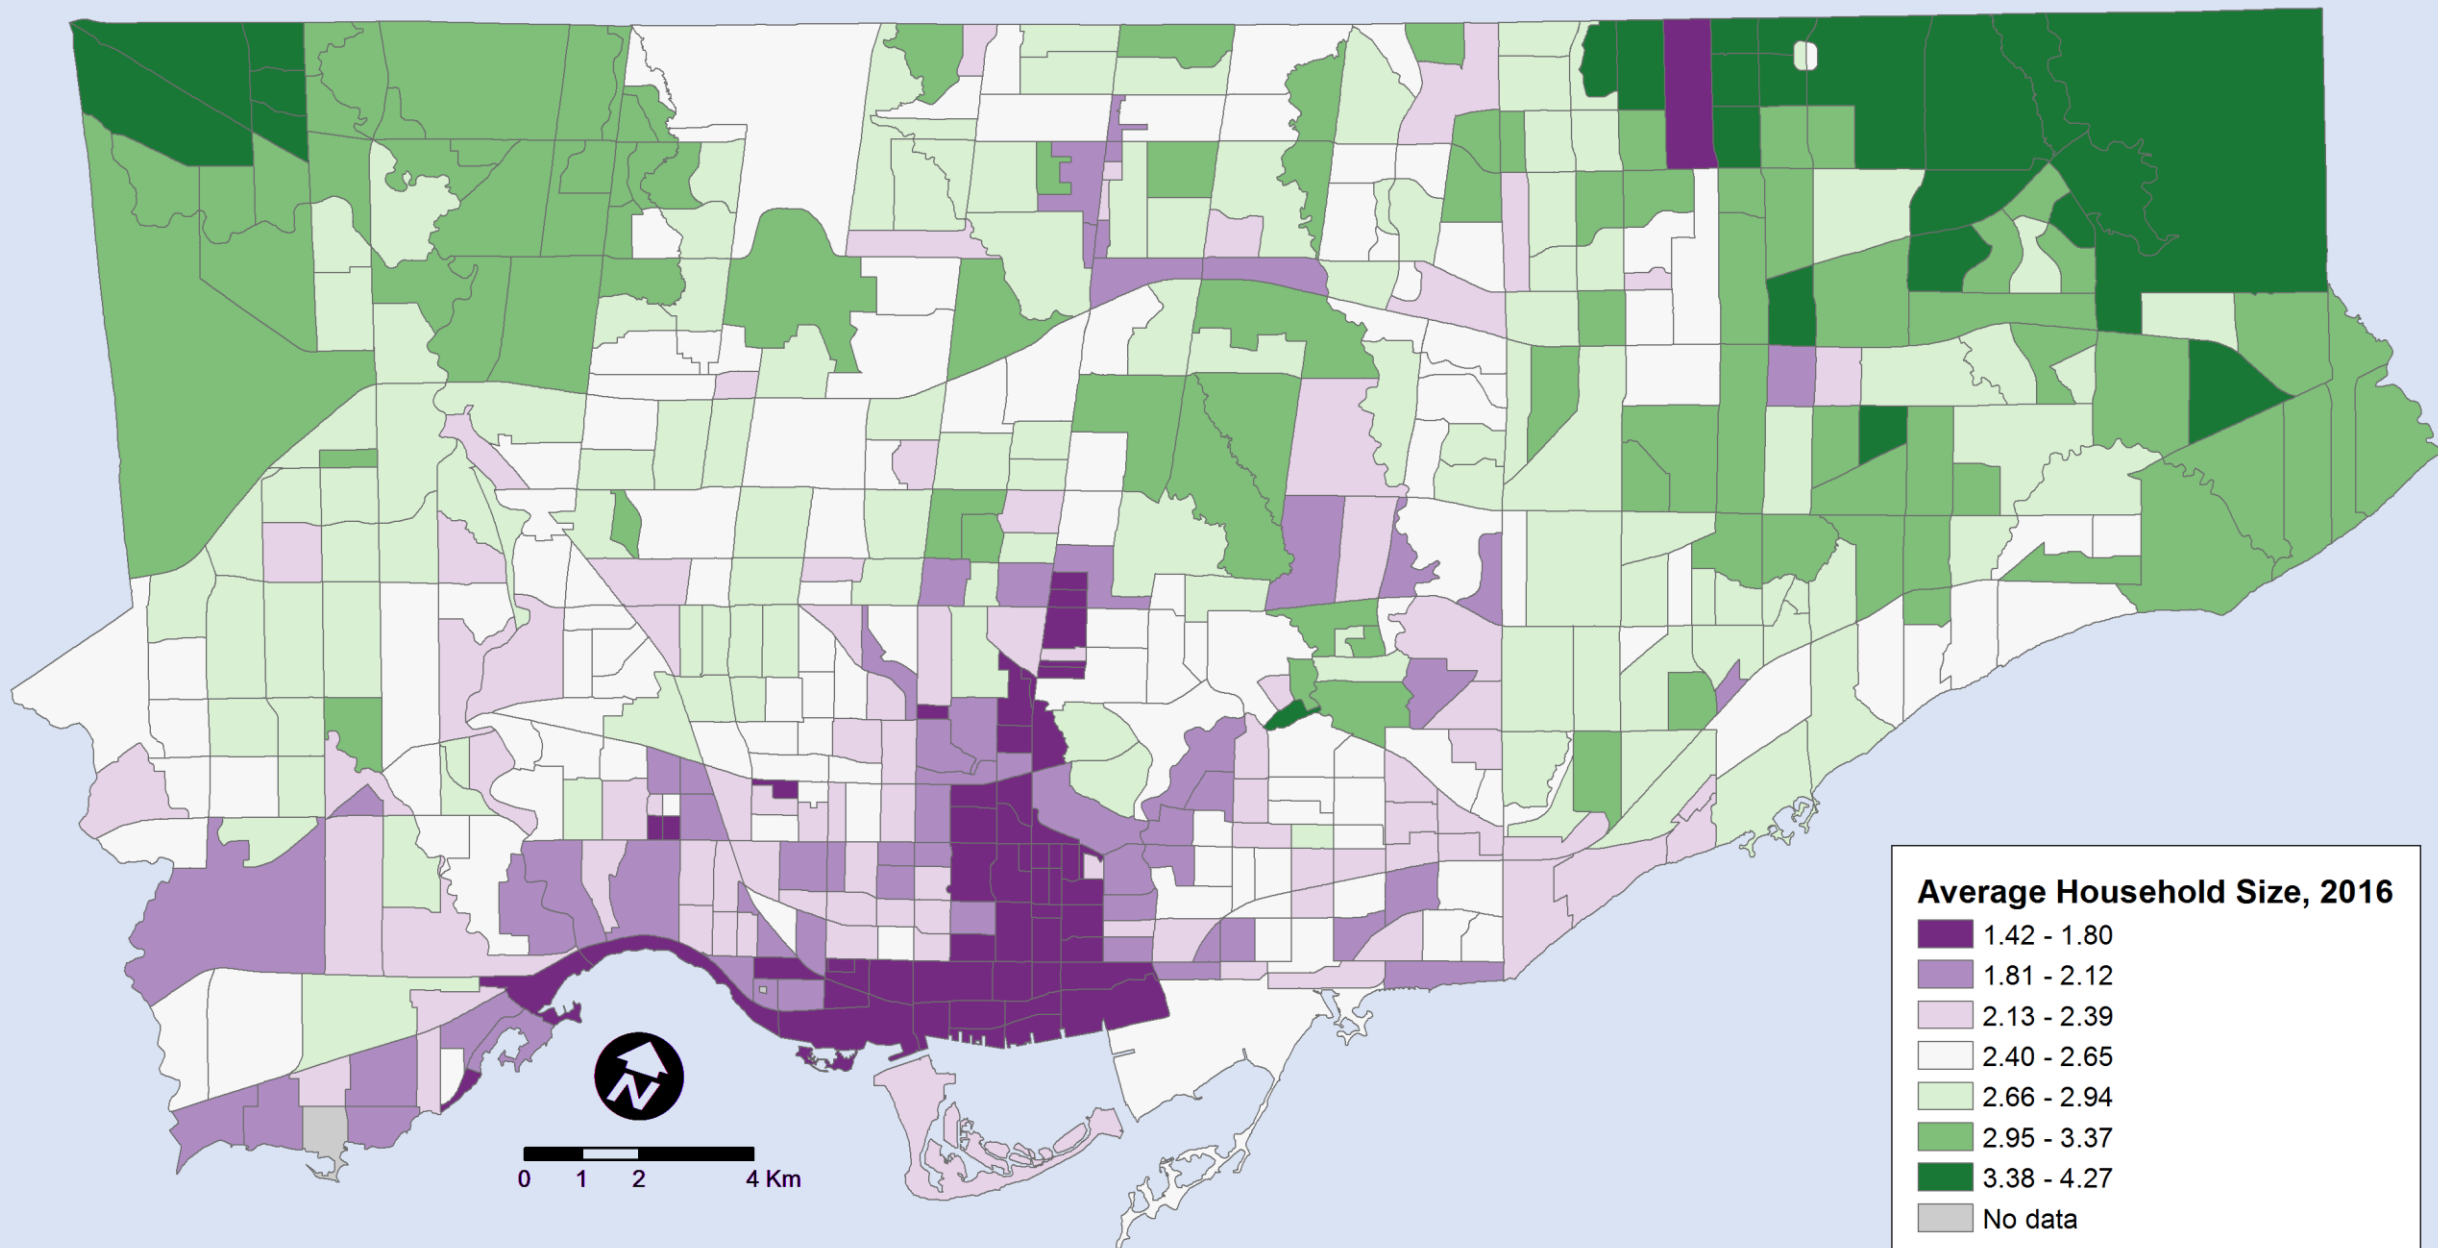 Average Household Size, 2016
1.42 - 1.80
1.81 - 2.12
2.13 - 2.39
2.40 - 2.65
2.66 - 2.94
2.95 - 3.37
3.38 - 4.27
No data
N
0 1 2 4 Km